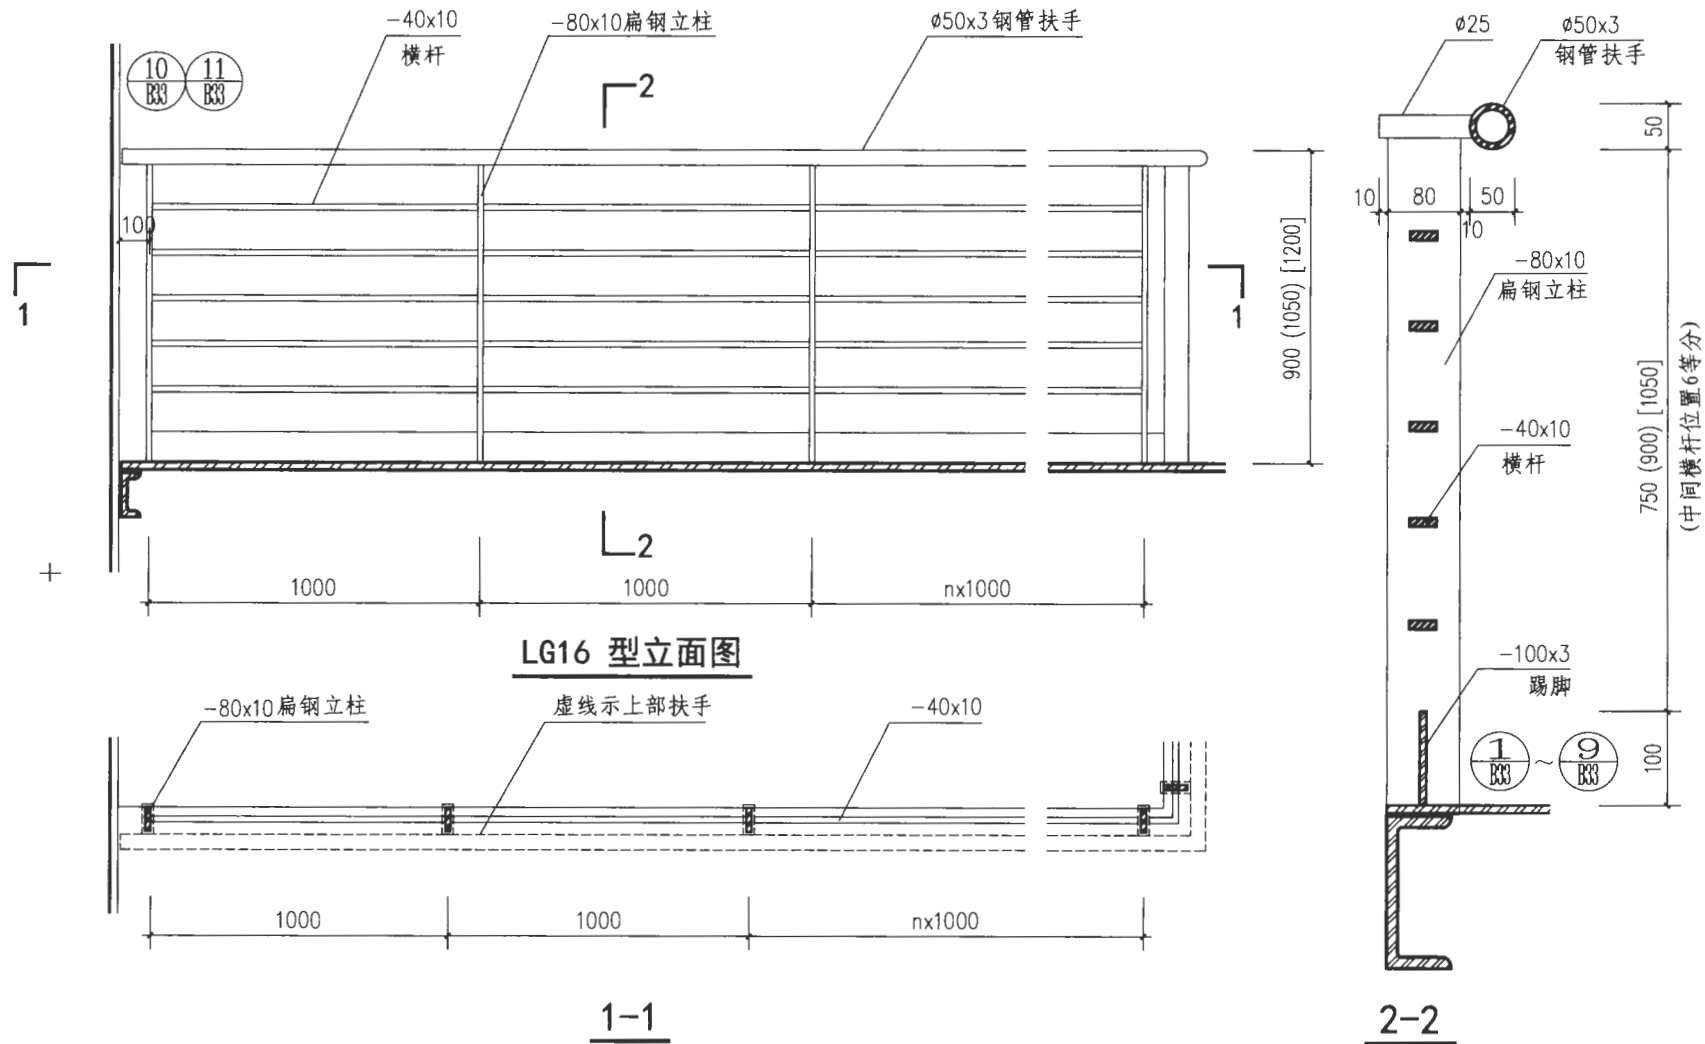 -40x10
横杆
-80x10扁钢立柱
ø50x3钢管扶手
ø25
ø50x3
钢管扶手
10
B33
11
B33
2
50
100
10
80
50
10
1
1
900 (1050) [1200]
-80x10
扁钢立柱
750 (900) [1050]
(中间横杆位置6等分)
-40x10
横杆
2
1000
1000
nx1000
LG16 型立面图
-100x3
踢脚
-80x10扁钢立柱
虚线示上部扶手
-40x10
1
B33
~
9
B33
100
1000
1000
nx1000
1-1
2-2